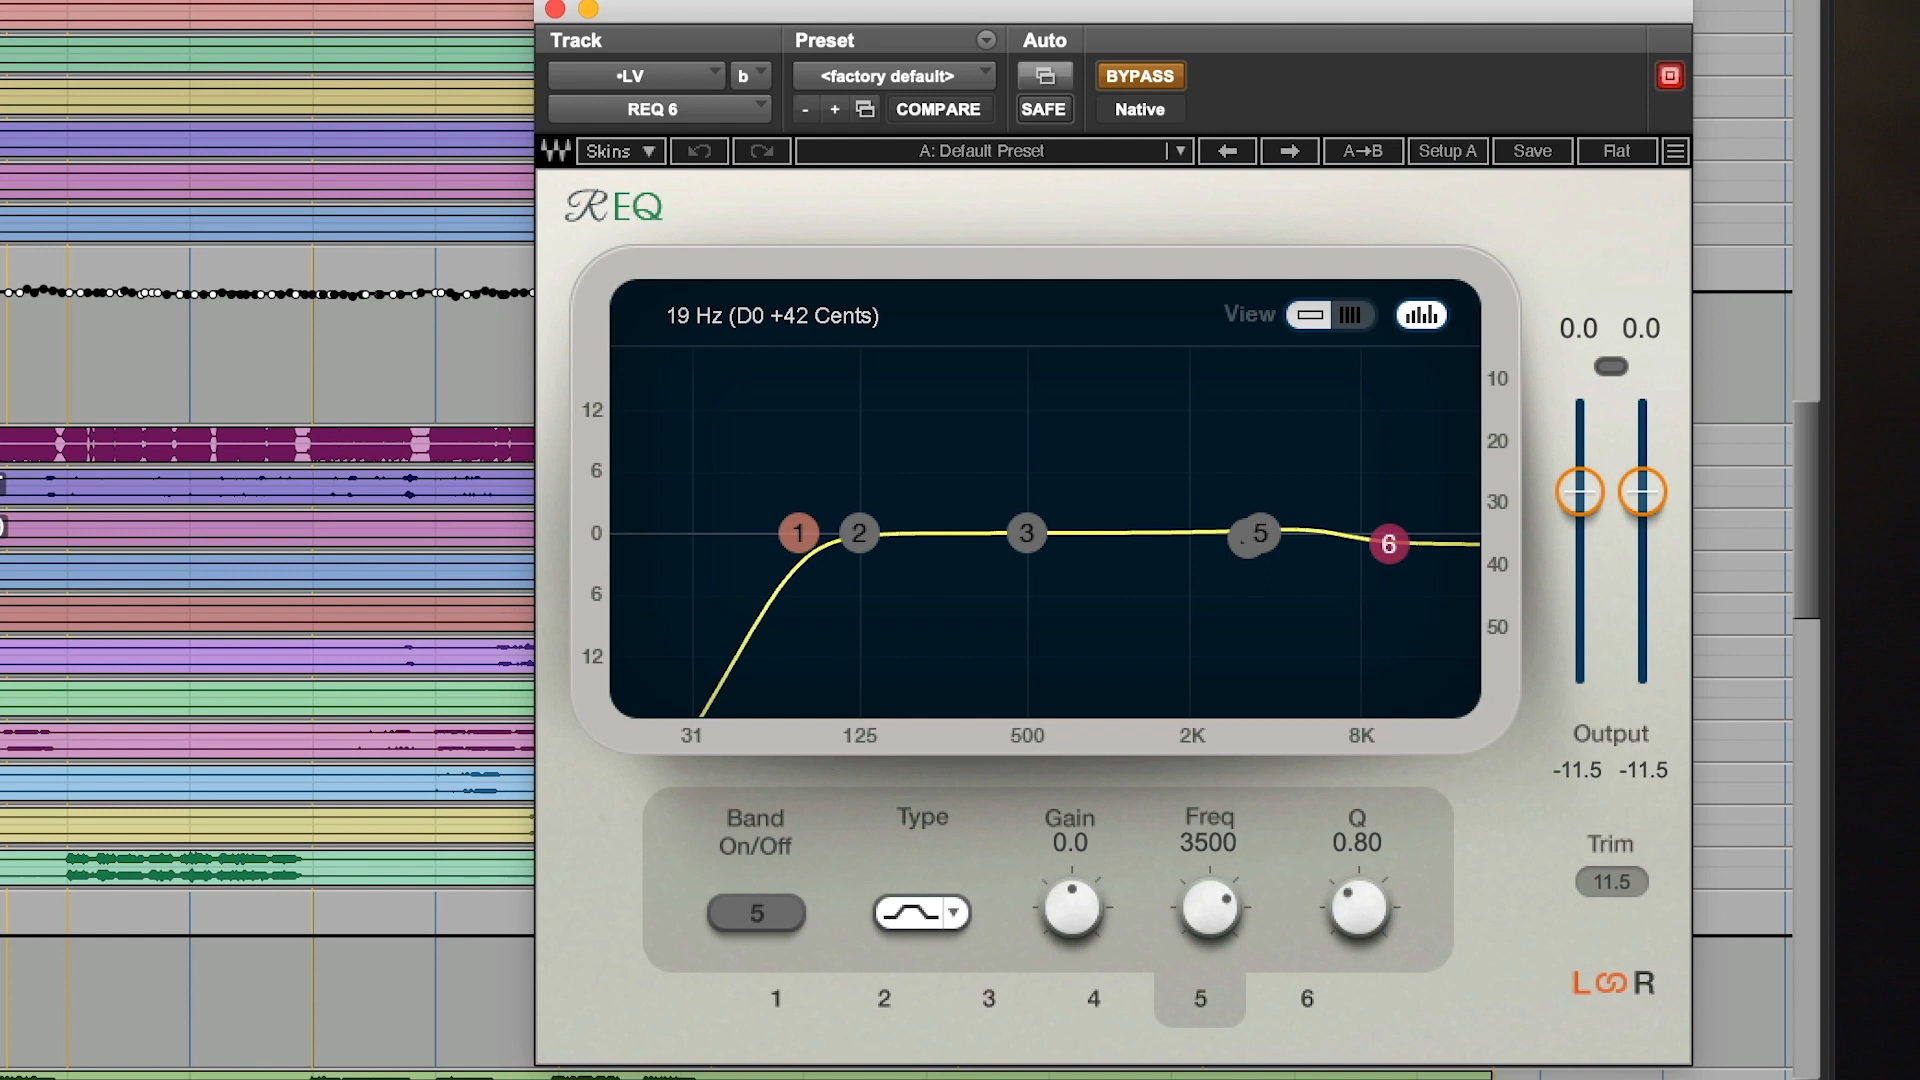 Track Preset Auto
•LV b <factory default> BYPASS
REQ 6 - + COMPARE SAFE Native
Skins A: Default Preset A→B Setup A Save Flat
REQ
19 Hz (D0 +42 Cents) View
0.0 0.0
10
12
20
6
30
1 2 3 5 6
0
40
6
50
12
31 125 500 2K 8K
Output
-11.5 -11.5
Band Type Gain Freq Q
On/Off 0.0 3500 0.80
Trim
11.5
5
L R
1 2 3 4 5 6